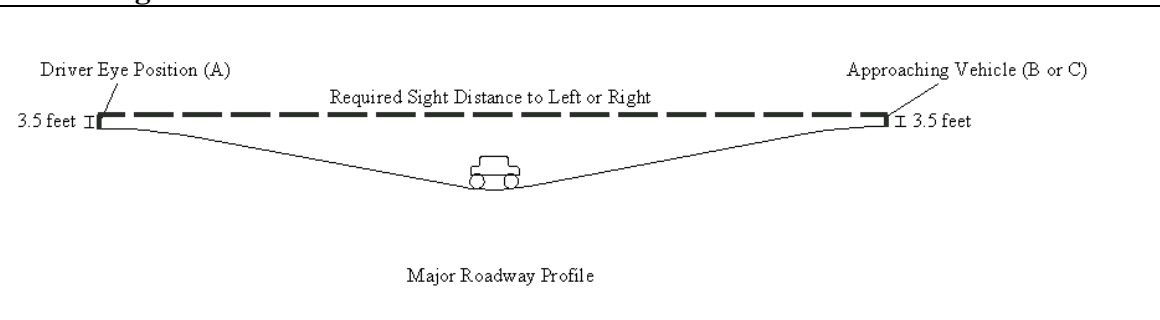 Driver Eye Position (A)
Approaching Vehicle (B or C)
Required Sight Distance to Left or Right
3.5 feet
3.5 feet
Major Roadway Profile